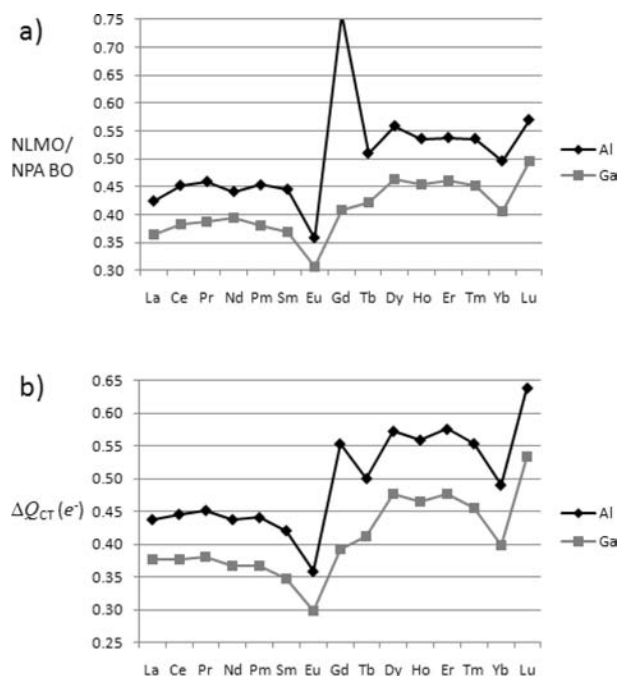 a)
NLMO/
NPA BO
0.75
0.70
0.65
0.60
0.55
0.50
0.45
0.40
0.35
0.30
La Ce Pr Nd Pm Sm Eu Gd Tb Dy Ho Er Tm Yb Lu
Al
Ga
b)
ΔQCT (e-)
0.65
0.60
0.55
0.50
0.45
0.40
0.35
0.30
0.25
La Ce Pr Nd Pm Sm Eu Gd Tb Dy Ho Er Tm Yb Lu
Al
Ga